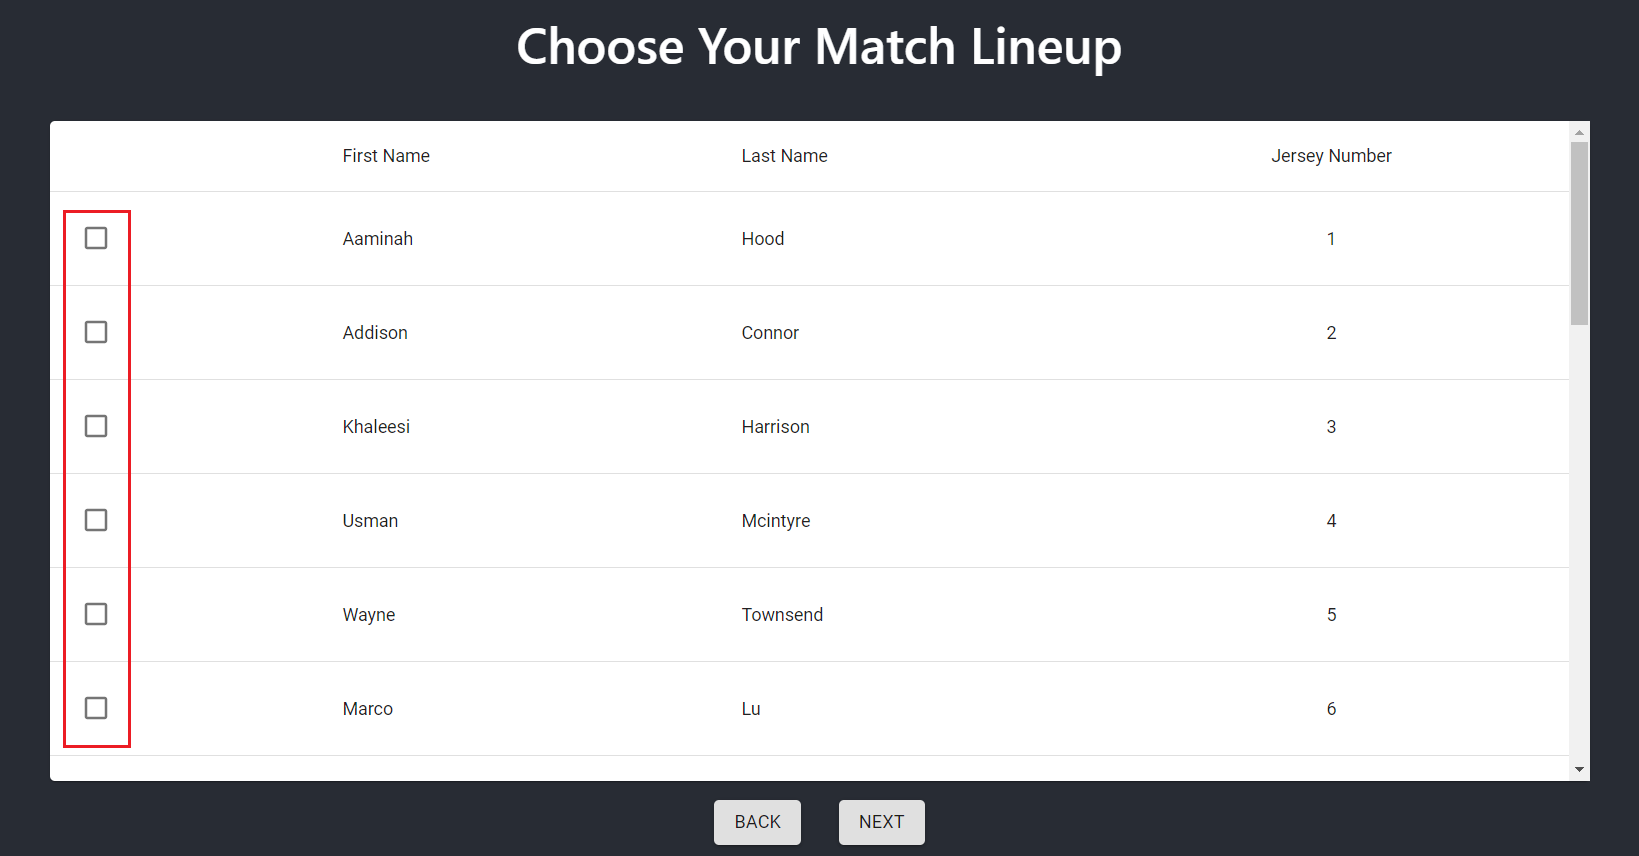 Choose Your Match Lineup
First Name Last Name Jersey Number
Aaminah Hood 1
Addison Connor 2
Khaleesi Harrison 3
Usman Mcintyre 4
Wayne Townsend 5
Marco Lu 6
BACK NEXT